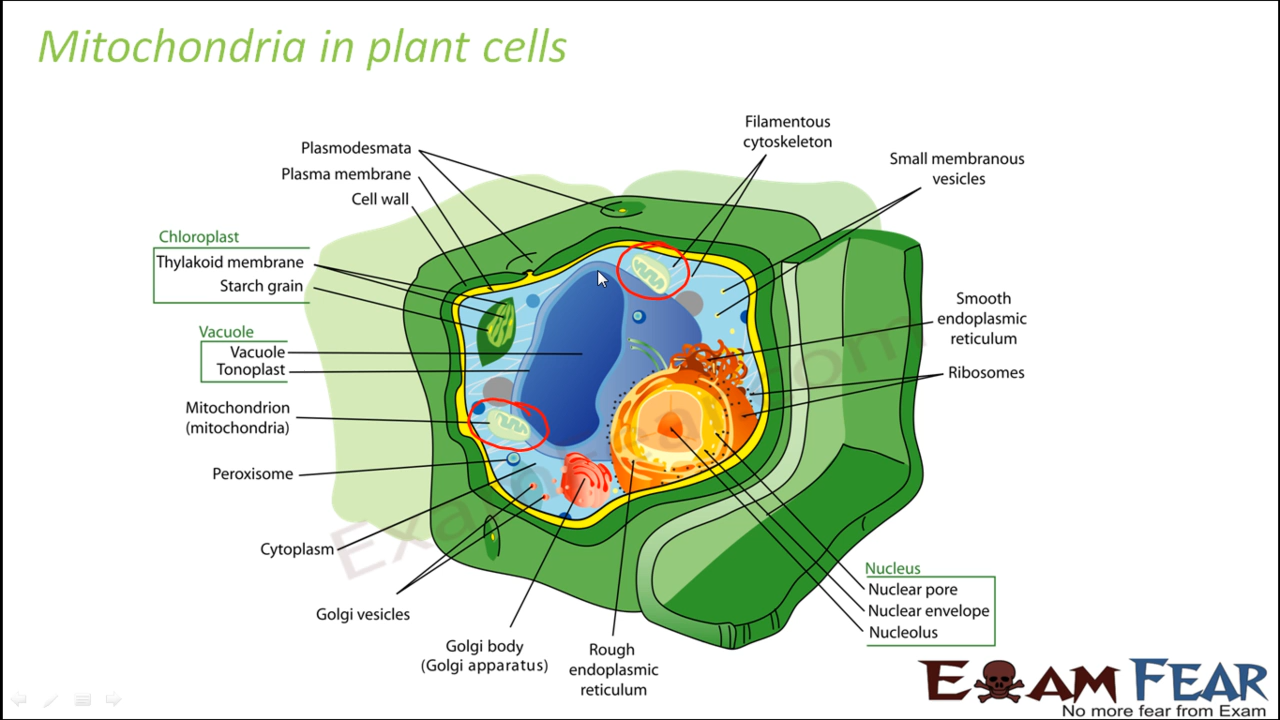 Mitochondria in plant cells
Filamentous
cytoskeleton
Plasmodesmata
Plasma membrane
Cell wall
Small membranous
vesicles
Chloroplast
Thylakoid membrane
Starch grain
Vacuole
Vacuole
Tonoplast
Mitochondrion
(mitochondria)
Peroxisome
Cytoplasm
Golgi vesicles
Golgi body
(Golgi apparatus)
Rough
endoplasmic
reticulum
Smooth
endoplasmic
reticulum
Ribosomes
Nucleus
Nuclear pore
Nuclear envelope
Nucleolus
EXAM FEAR
No more fear from Exam